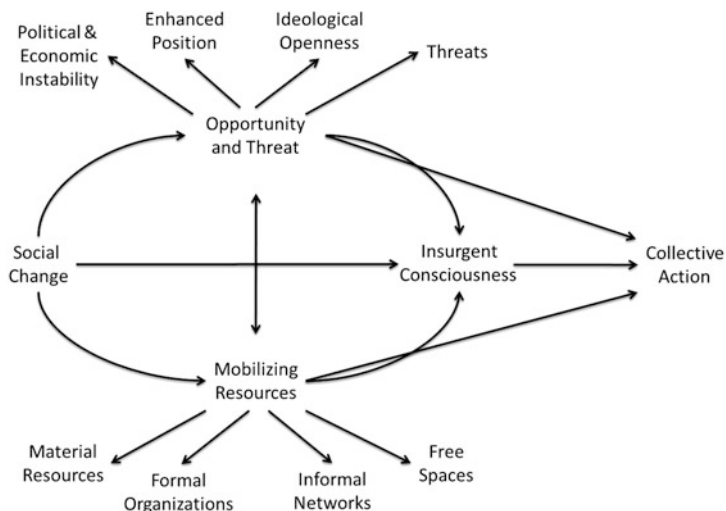 Political &
Economic
Instability
Enhanced
Position
Ideological
Openness
Threats
Opportunity
and Threat
Social
Change
Insurgent
Consciousness
Collective
Action
Mobilizing
Resources
Material
Resources
Formal
Organizations
Informal
Networks
Free
Spaces